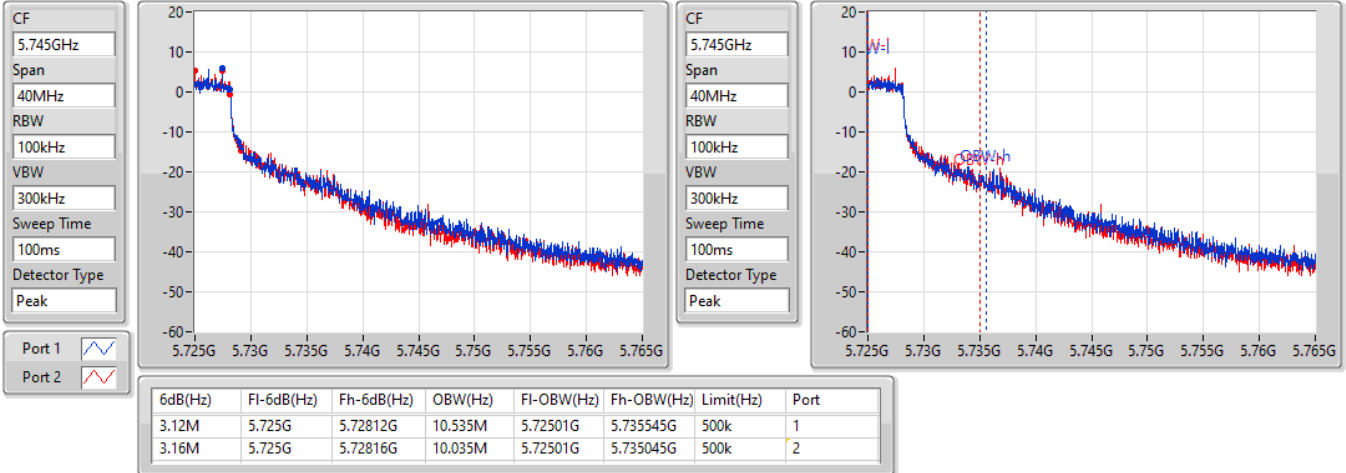 CF
5.745GHz
Span
40MHz
RBW
100kHz
VBW
300kHz
Sweep Time
100ms
Detector Type
Peak
Port 1
Port 2
20
10
0
-10
-20
-30
-40
-50
-60
5.725G 5.73G 5.735G 5.74G 5.745G 5.75G 5.755G 5.76G 5.765G
CF
5.745GHz
Span
40MHz
RBW
100kHz
VBW
300kHz
Sweep Time
100ms
Detector Type
Peak
20
10
0
-10
-20
-30
-40
-50
-60
OBW-h
5.725G 5.73G 5.735G 5.74G 5.745G 5.75G 5.755G 5.76G 5.765G
6dB(Hz) Fl-6dB(Hz) Fh-6dB(Hz) OBW(Hz) Fl-OBW(Hz) Fh-OBW(Hz) Limit(Hz) Port
3.12M 5.725G 5.72812G 10.535M 5.72501G 5.735545G 500k 1
3.16M 5.725G 5.72816G 10.035M 5.72501G 5.735045G 500k 2